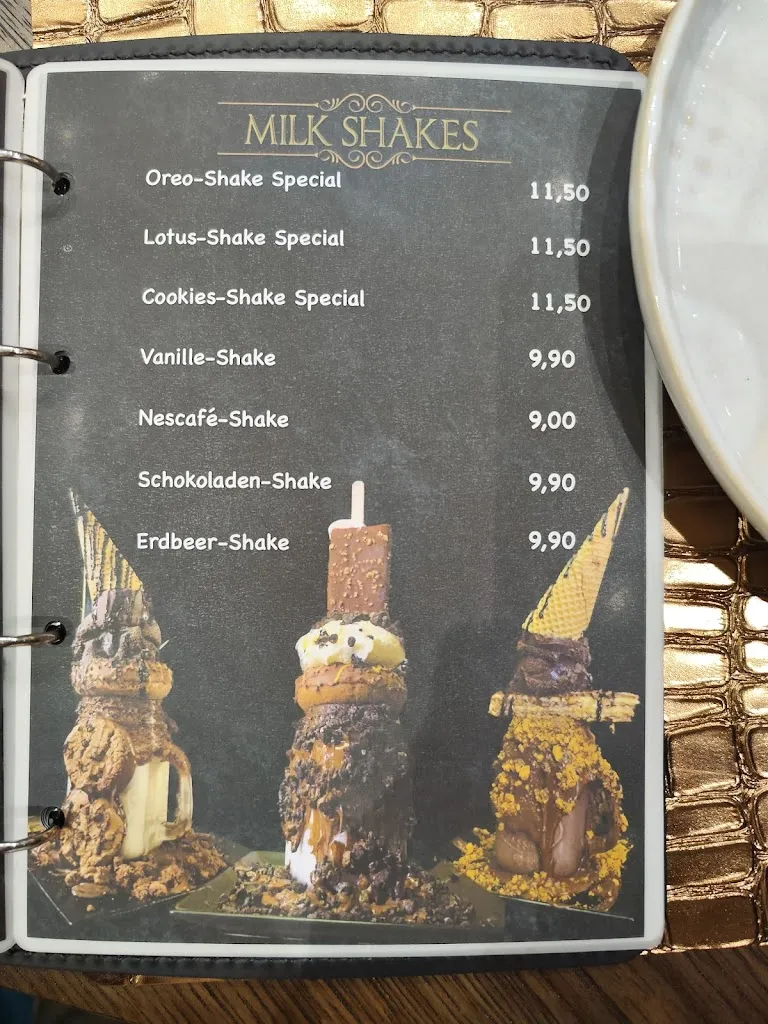 MILK SHAKES
Oreo-Shake Special 11,50
Lotus-Shake Special 11,50
Cookies-Shake Special 11,50
Vanille-Shake 9,90
Nescafé-Shake 9,00
Schokoladen-Shake 9,90
Erdbeer-Shake 9,90